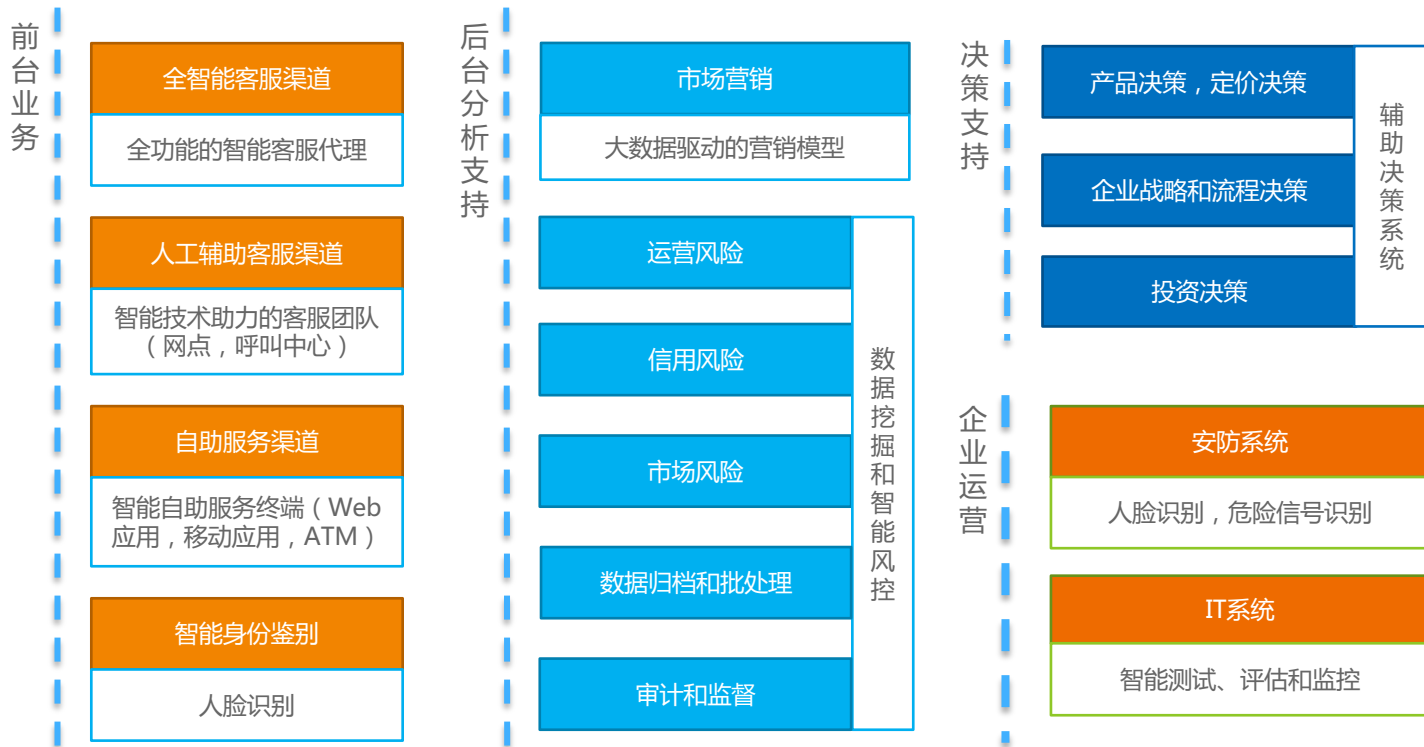 前台业务
全智能客服渠道
全功能的智能客服代理
人工辅助客服渠道
智能技术助力的客服团队
（网点，呼叫中心）
自助服务渠道
智能自助服务终端（Web
应用，移动应用，ATM）
智能身份鉴别
人脸识别
后台分析支持
市场营销
大数据驱动的营销模型
运营风险
信用风险
市场风险
数据归档和批处理
审计和监督
数据挖掘和智能风控
决策支持
产品决策，定价决策
企业战略和流程决策
投资决策
辅助决策系统
企业运营
安防系统
人脸识别，危险信号识别
IT系统
智能测试、评估和监控